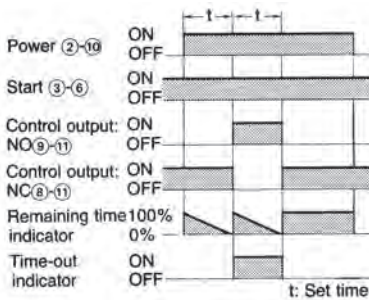 t t
Power ②-⑩ ON
OFF
Start ③-⑥ ON
OFF
Control output: ON
NO⑨-⑪ OFF
Control output: ON
NC⑧-⑪ OFF
Remaining time 100%
indicator 0%
Time-out ON
indicator OFF
t: Set time